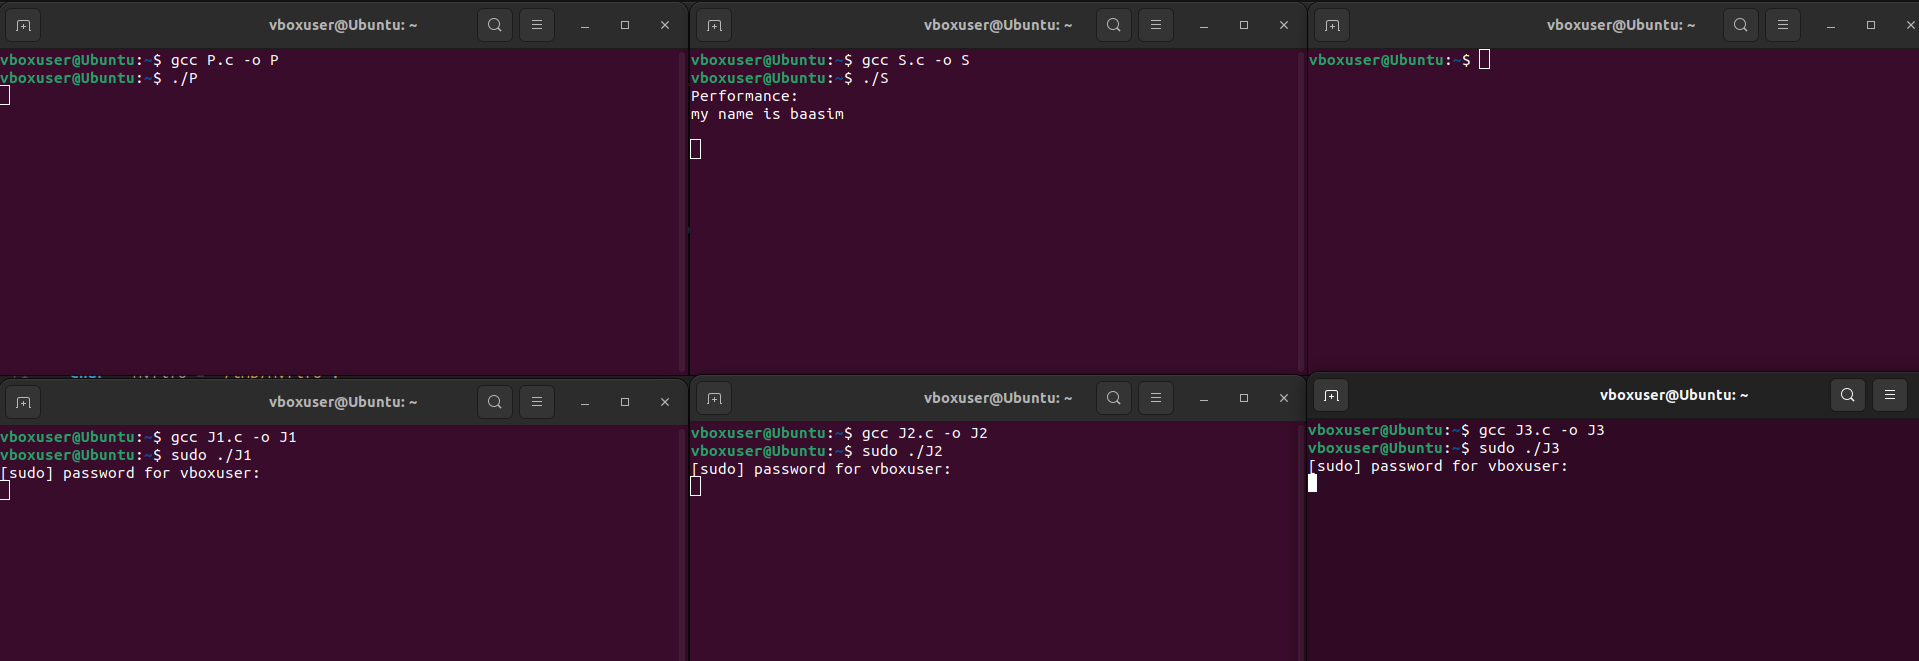 vboxuser@Ubuntu: ~
vboxuser@Ubuntu:~$ gcc P.c -o P
vboxuser@Ubuntu:~$ ./P
vboxuser@Ubuntu: ~
vboxuser@Ubuntu:~$ gcc S.c -o S
vboxuser@Ubuntu:~$ ./S
Performance:
my name is baasim
vboxuser@Ubuntu: ~
vboxuser@Ubuntu:~$
vboxuser@Ubuntu: ~
vboxuser@Ubuntu:~$ gcc J1.c -o J1
vboxuser@Ubuntu:~$ sudo ./J1
[sudo] password for vboxuser:
vboxuser@Ubuntu: ~
vboxuser@Ubuntu:~$ gcc J2.c -o J2
vboxuser@Ubuntu:~$ sudo ./J2
[sudo] password for vboxuser:
vboxuser@Ubuntu: ~
vboxuser@Ubuntu:~$ gcc J3.c -o J3
vboxuser@Ubuntu:~$ sudo ./J3
[sudo] password for vboxuser: